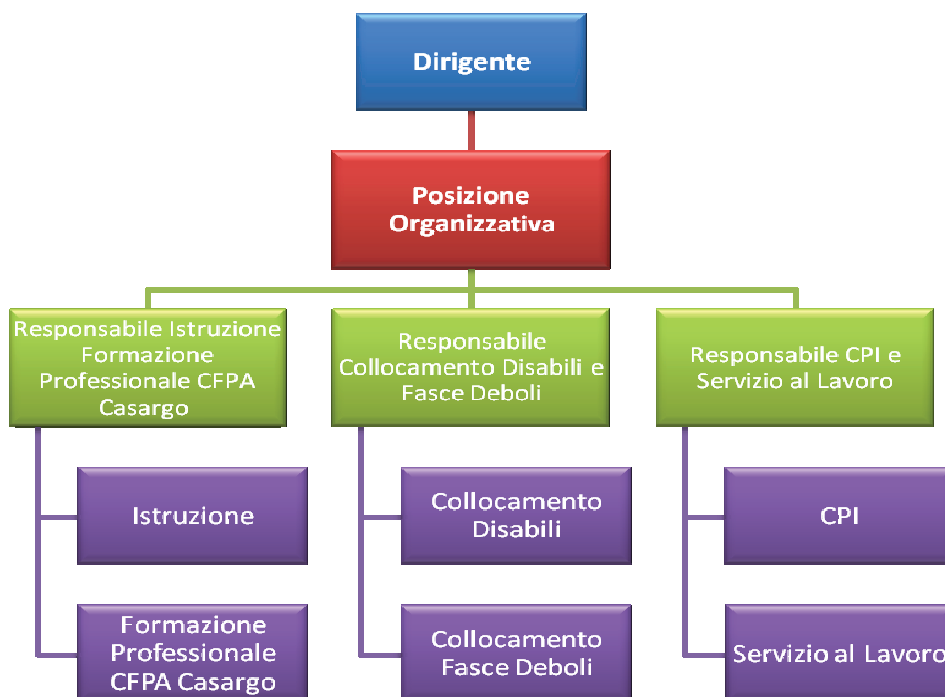 Dirigente
Posizione
Organizzativa
Responsabile Istruzione
Formazione
Professionale CFPA
Casargo
Responsabile
Collocamento Disabili e
Fasce Deboli
Responsabile CPI e
Servizio al Lavoro
Istruzione
Collocamento
Disabili
CPI
Formazione
Professionale
CFPA Casargo
Collocamento
Fasce Deboli
Servizio al Lavoro